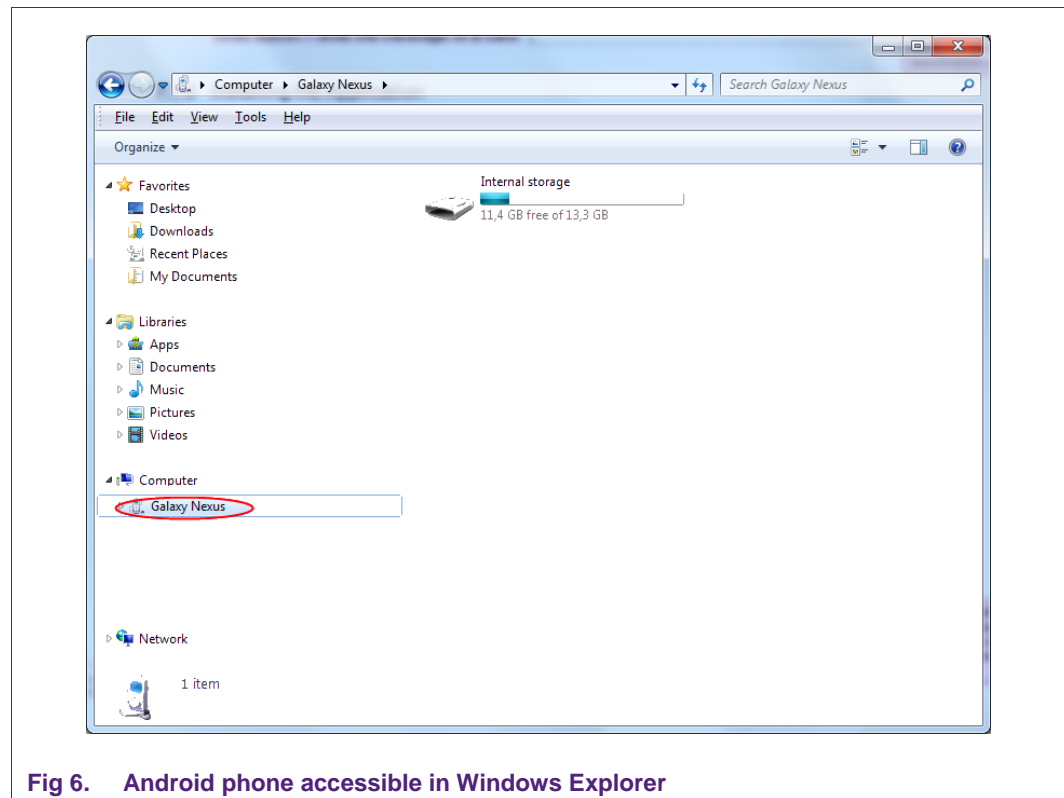 Computer ▸ Galaxy Nexus ▸
Search Galaxy Nexus
File Edit View Tools Help
Organize
Favorites
Desktop
Downloads
Recent Places
My Documents
Libraries
Apps
Documents
Music
Pictures
Videos
Computer
Galaxy Nexus
Network
Internal storage
11,4 GB free of 13,3 GB
1 item
Fig 6. Android phone accessible in Windows Explorer